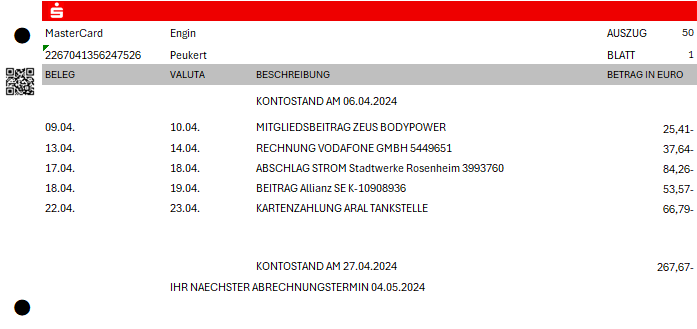 MasterCard Engin AUSZUG 50
2267041356247526 Peukert BLATT 1
BELEG VALUTA BESCHREIBUNG BETRAG IN EURO
KONTOSTAND AM 06.04.2024
09.04. 10.04. MITGLIEDSBEITRAG ZEUS BODYPOWER 25,41-
13.04. 14.04. RECHNUNG VODAFONE GMBH 5449651 37,64-
17.04. 18.04. ABSCHLAG STROM Stadtwerke Rosenheim 3993760 84,26-
18.04. 19.04. BEITRAG Allianz SE K-10908936 53,57-
22.04. 23.04. KARTENZAHLUNG ARAL TANKSTELLE 66,79-
KONTOSTAND AM 27.04.2024 267,67-
IHR NAECHSTER ABRECHNUNGSTERMIN 04.05.2024